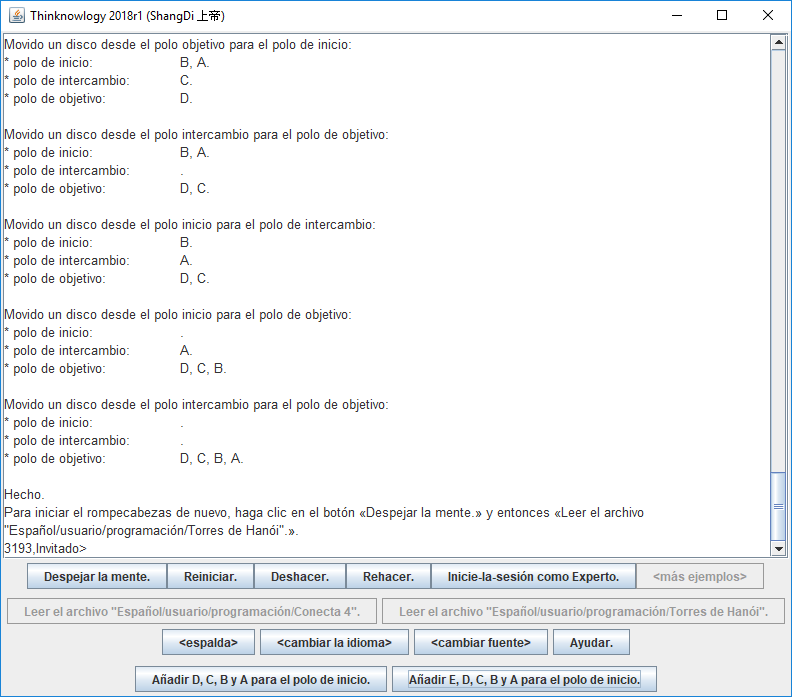 Thinknowlogy 2018r1 (ShangDi 上帝)
Movido un disco desde el polo objetivo para el polo de inicio:
* polo de inicio: B, A.
* polo de intercambio: C.
* polo de objetivo: D.
Movido un disco desde el polo intercambio para el polo de objetivo:
* polo de inicio: B, A.
* polo de intercambio: .
* polo de objetivo: D, C.
Movido un disco desde el polo inicio para el polo de intercambio:
* polo de inicio: B.
* polo de intercambio: A.
* polo de objetivo: D, C.
Movido un disco desde el polo inicio para el polo de objetivo:
* polo de inicio: .
* polo de intercambio: A.
* polo de objetivo: D, C, B.
Movido un disco desde el polo intercambio para el polo de objetivo:
* polo de inicio: .
* polo de intercambio: .
* polo de objetivo: D, C, B, A.
Hecho.
Para iniciar el rompecabezas de nuevo, haga clic en el botón «Despejar la mente.» y entonces «Leer el archivo
"Español/usuario/programación/Torres de Hanói".».
3193,Invitado>
Despejar la mente. Reiniciar. Deshacer. Rehacer. Inicie-la-sesión como Experto. <más ejemplos>
Leer el archivo "Español/usuario/programación/Conecta 4". Leer el archivo "Español/usuario/programación/Torres de Hanói".
<espalda> <cambiar la idioma> <cambiar fuente> Ayudar.
Añadir D, C, B y A para el polo de inicio. Añadir E, D, C, B y A para el polo de inicio.